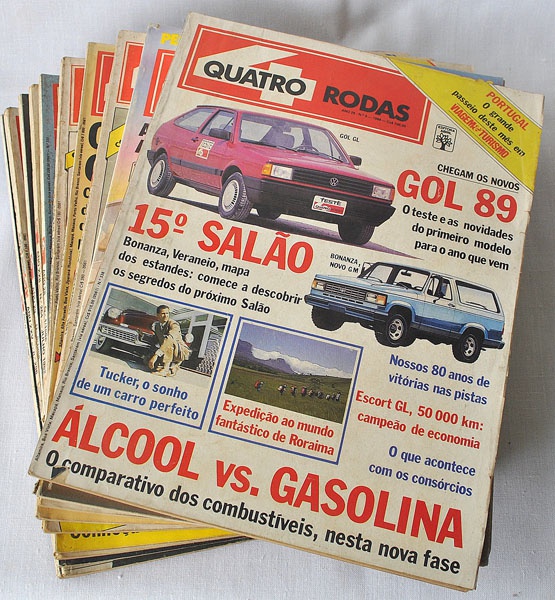 QUATRO RODAS
PORTUGAL
O grande
passeio deste mês em
VIAGEM E TURISMO
EDITORA ABRIL
GOL GL
TESTE
CHEGAM OS NOVOS
GOL 89
O teste e as novidades
do primeiro modelo
para o ano que vem
15º SALÃO
Bonanza, Veraneio, mapa
dos estandes: comece a descobrir
os segredos do próximo Salão
BONANZA,
NOVO GM
Tucker, o sonho
de um carro perfeito
Expedição ao mundo
fantástico de Roraima
Nossos 80 anos de
vitórias nas pistas
Escort GL, 50 000 km:
campeão de economia
O que acontece
com os consórcios
ÁLCOOL vs. GASOLINA
O comparativo dos combustíveis, nesta nova fase